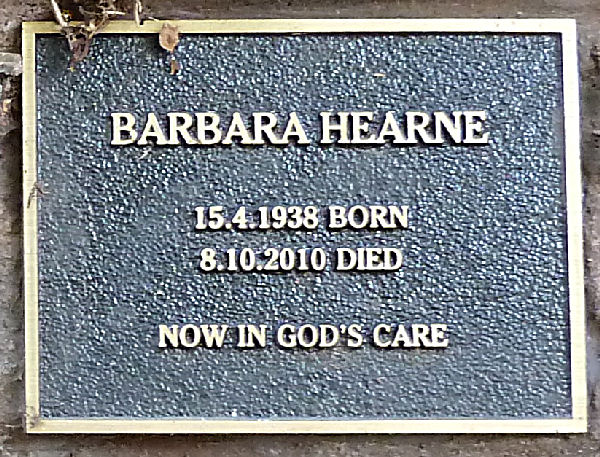 BARBARA HEARNE
15.4.1938 BORN
8.10.2010 DIED
NOW IN GOD'S CARE